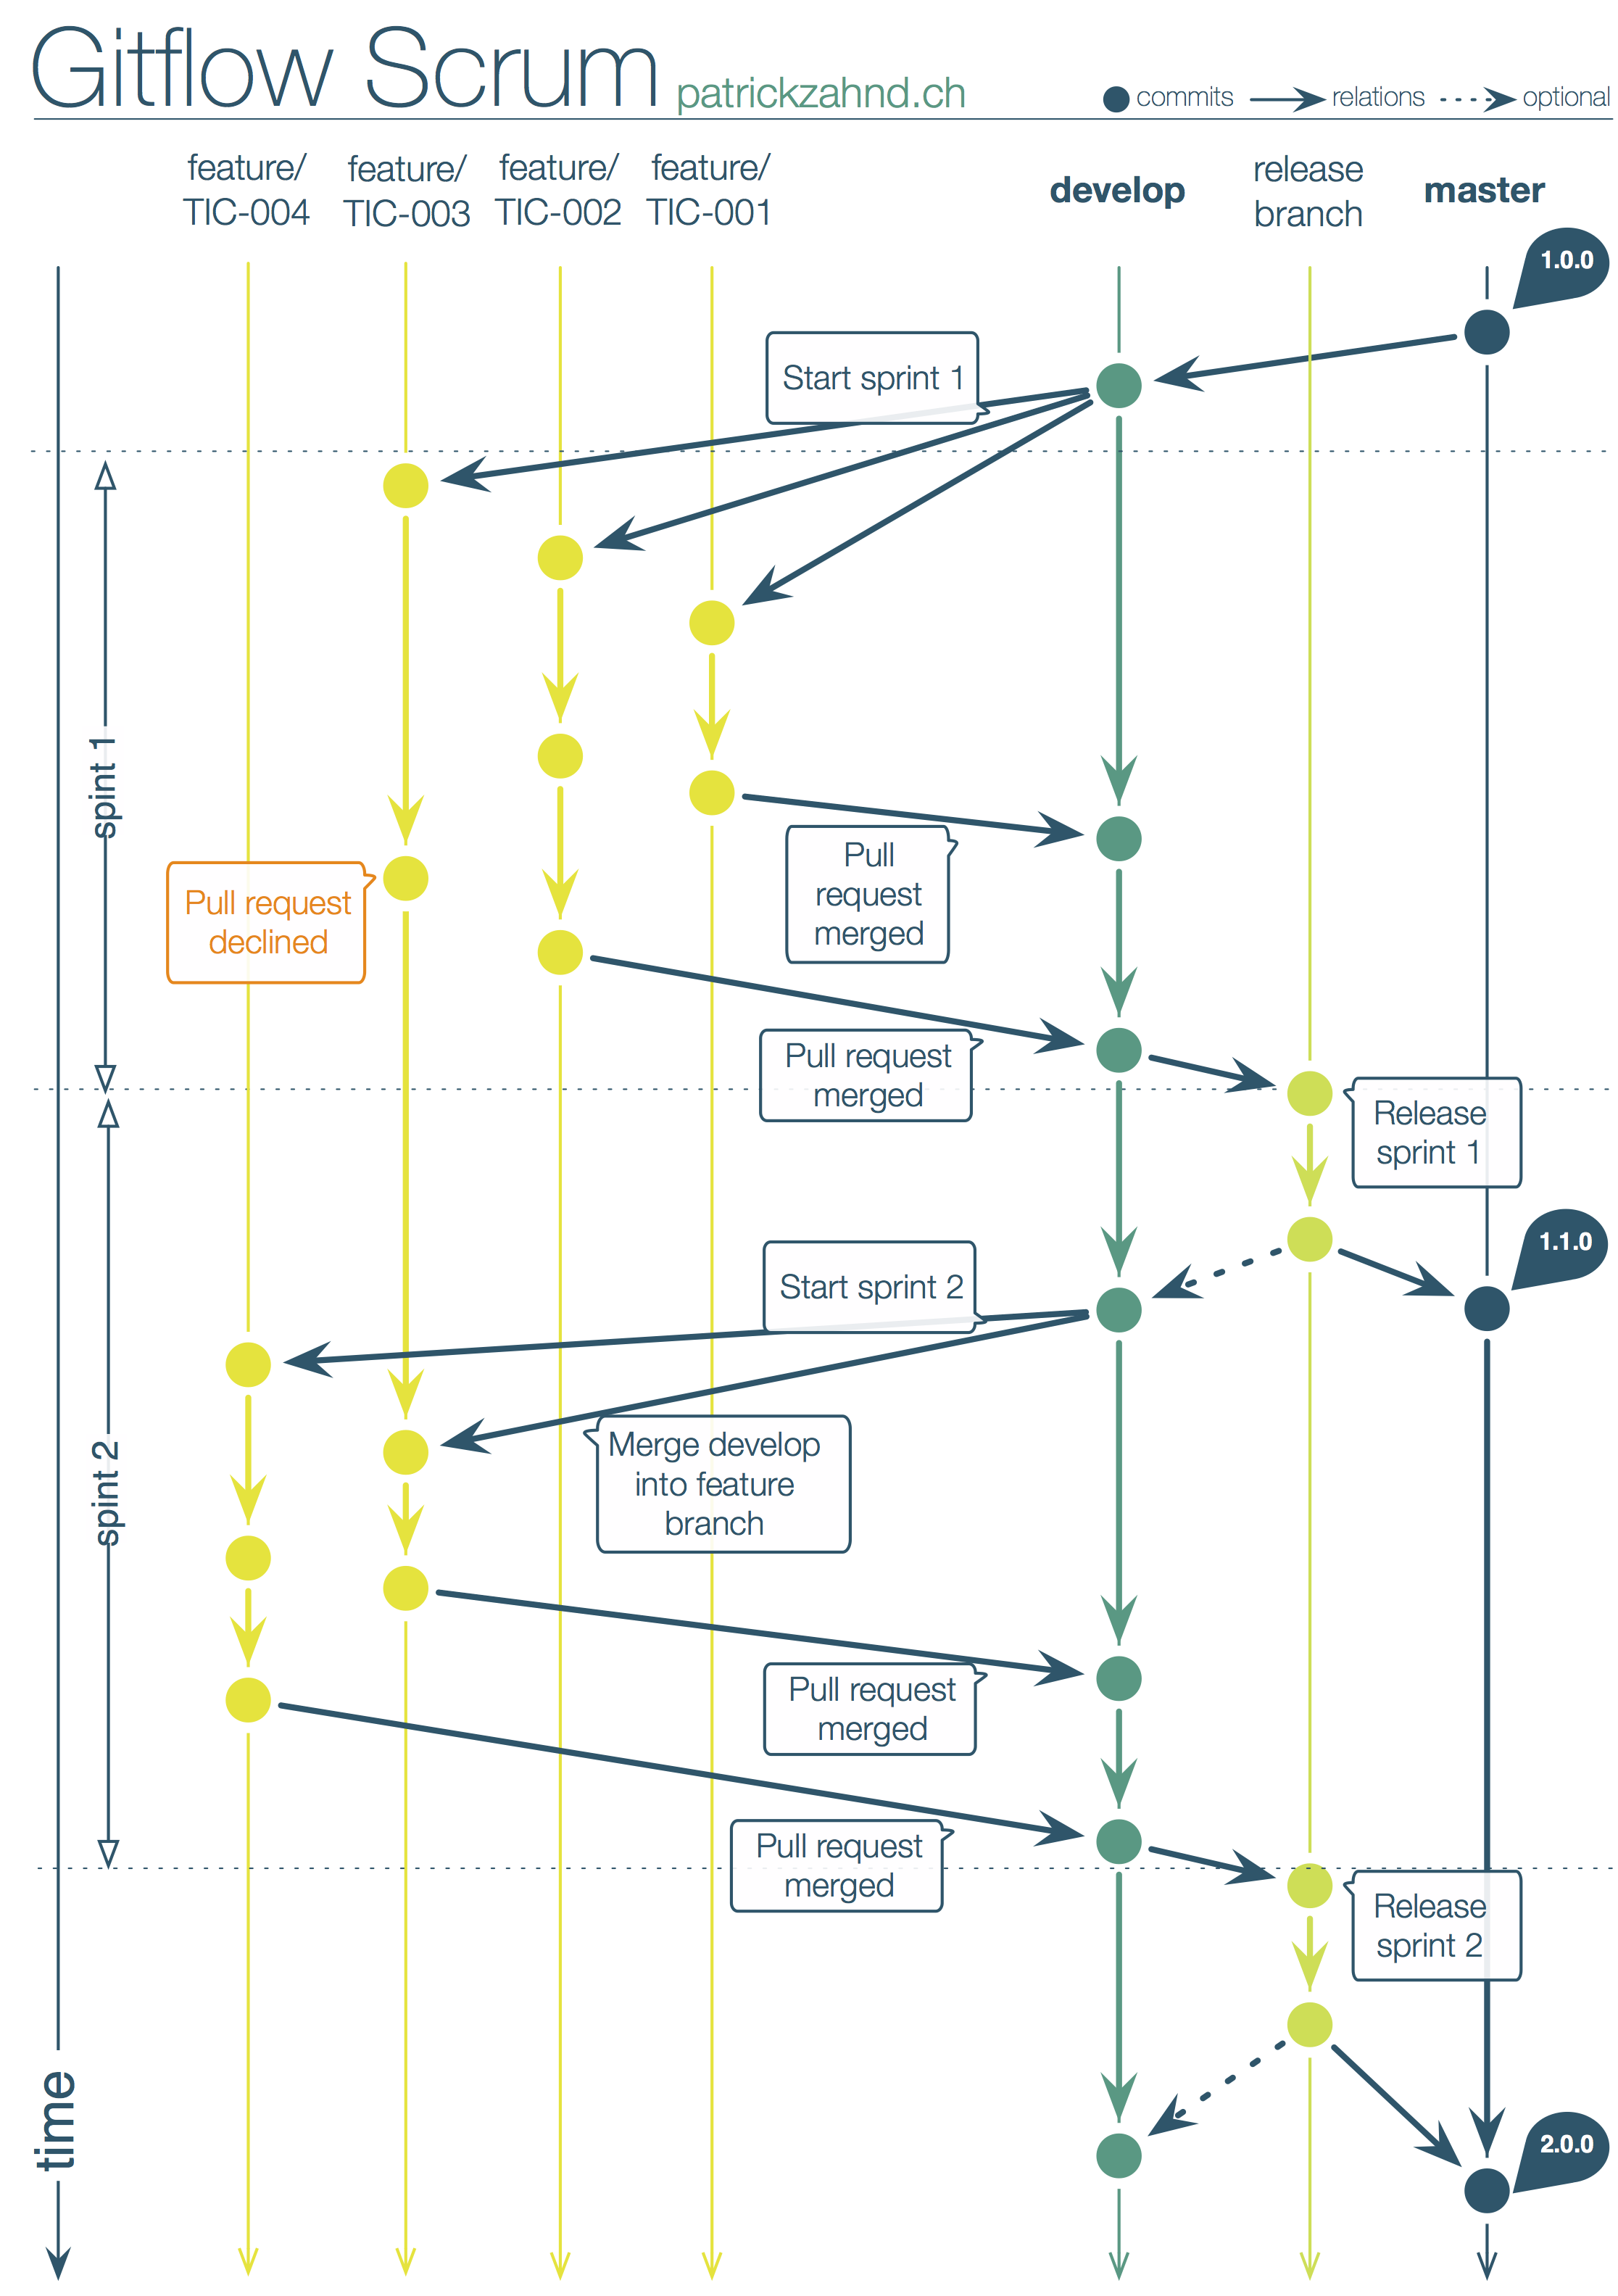 Gitflow Scrum patrickzahnd.ch
commits relations optional
feature/
TIC-004
feature/
TIC-003
feature/
TIC-002
feature/
TIC-001
develop
release
branch
master
1.0.0
Start sprint 1
spint 1
Pull
request
merged
Pull request
declined
Pull request
merged
Release
sprint 1
1.1.0
Start sprint 2
Merge develop
into feature
branch
spint 2
Pull request
merged
Pull request
merged
Release
sprint 2
time
2.0.0